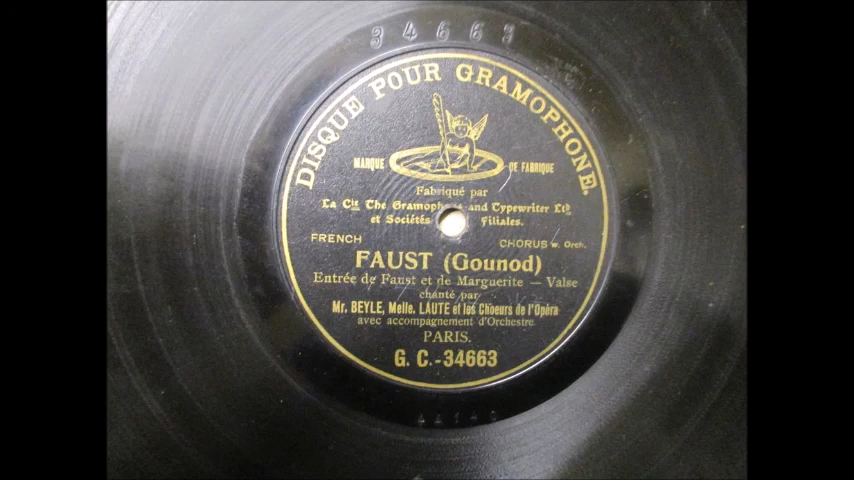 34663
DISQUE POUR GRAMOPHONE.
MARQUE DE FABRIQUE
Fabriqué par
La Cie The Gramophone and Typewriter Ltd
et Sociétés Filiales.
FRENCH CHORUS w. Orch.
FAUST (Gounod)
Entrée de Faust et de Marguerite — Valse
chanté par
Mr. BEYLE, Melle. LAUTE et les Choeurs de l'Opéra
avec accompagnement d'Orchestre
PARIS.
G. C.-34663